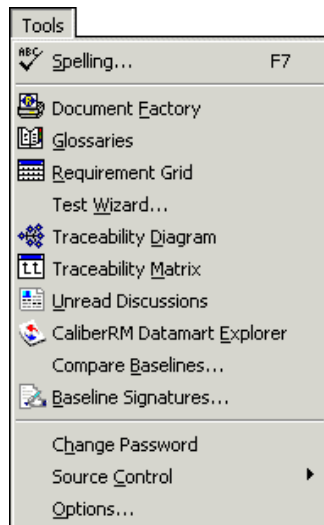 Tools
ABC
Spelling... F7
Document Factory
Glossaries
Requirement Grid
Test Wizard...
Traceability Diagram
Traceability Matrix
Unread Discussions
CaliberRM Datamart Explorer
Compare Baselines...
Baseline Signatures...
Change Password
Source Control
Options...